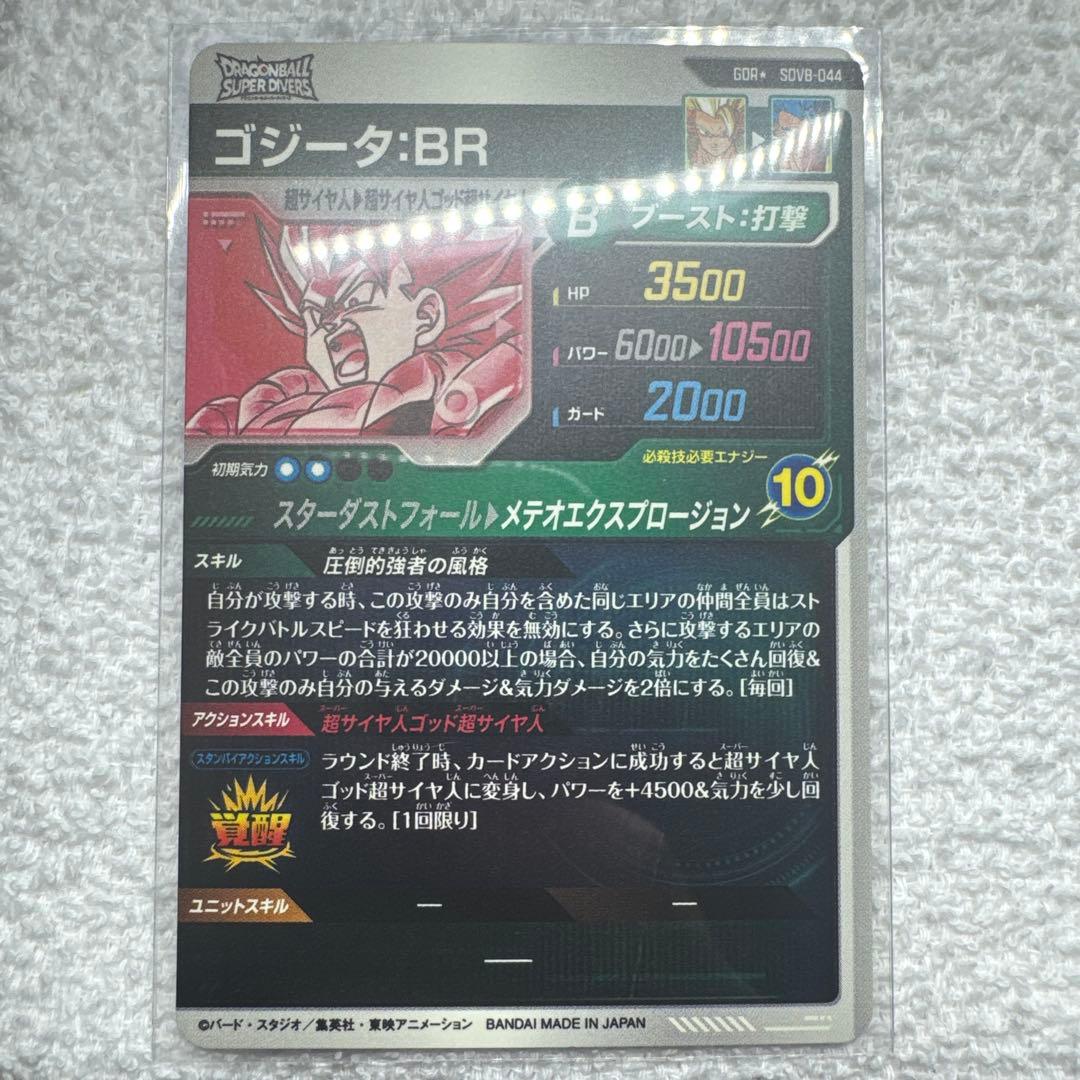 DRAGONBALL
SUPER DIVERS
GDR★ SDVB-044
ゴジータ:BR
超サイヤ人▶超サイヤ人ゴッド超サイヤ人
B ブースト:打撃
HP 3500
パワー 6000▶10500
ガード 2000
初期気力
必殺技必要エナジー
10
スターダストフォール▶メテオエクスプロージョン
スキル 圧倒的強者の風格
自分が攻撃する時、この攻撃のみ自分を含めた同じエリアの仲間全員はスト
ライクバトルスピードを狂わせる効果を無効にする。さらに攻撃するエリアの
敵全員のパワーの合計が20000以上の場合、自分の気力をたくさん回復&
この攻撃のみ自分の与えるダメージ&気力ダメージを2倍にする。[毎回]
アクションスキル 超サイヤ人ゴッド超サイヤ人
スタンバイアクションスキル
覚醒
ラウンド終了時、カードアクションに成功すると超サイヤ人
ゴッド超サイヤ人に変身し、パワーを+4500&気力を少し回
復する。[1回限り]
ユニットスキル — —
—
©バード・スタジオ／集英社・東映アニメーション BANDAI MADE IN JAPAN